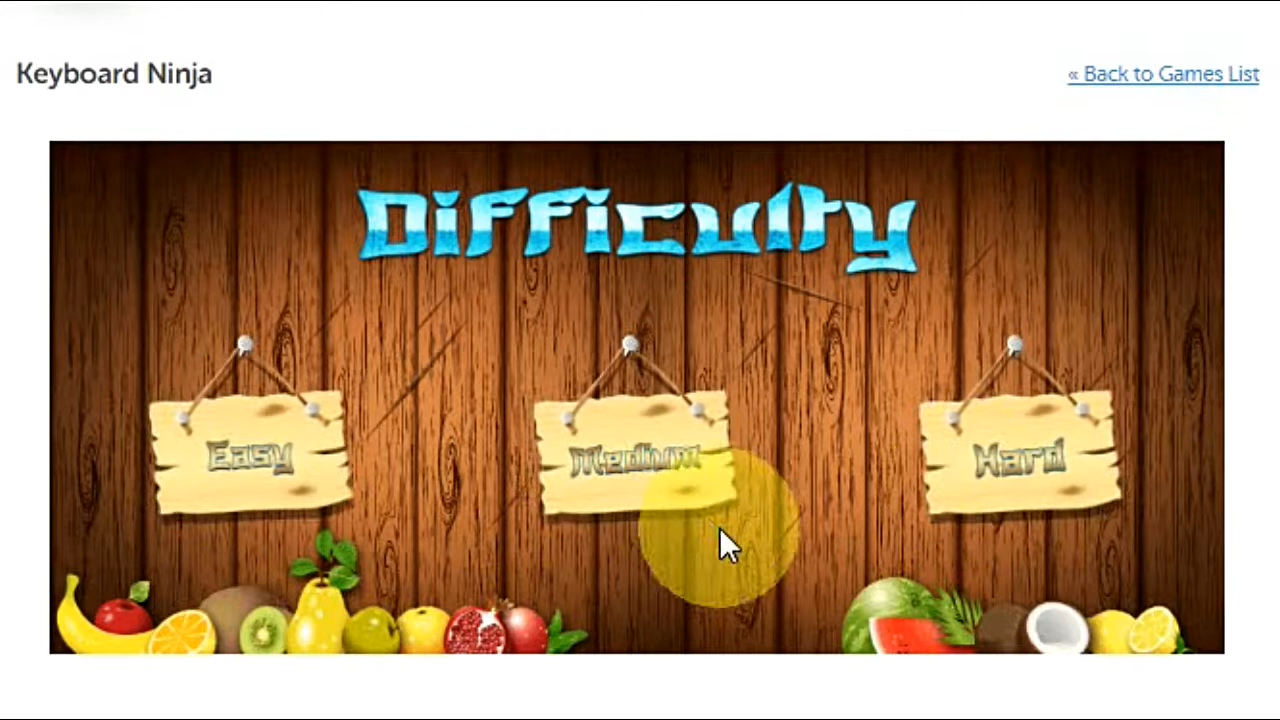 Keyboard Ninja
« Back to Games List
Difficulty
Easy
Medium
Hard